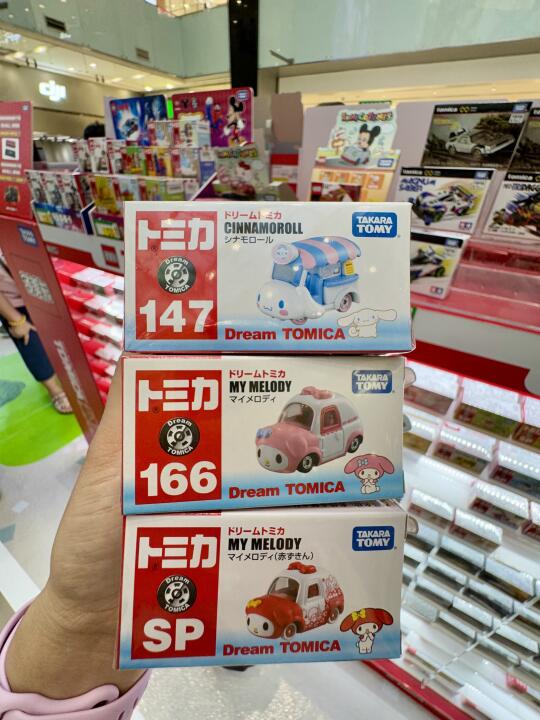 dji
トミカ
Dream
TOMICA
147
ドリームトミカ
CINNAMOROLL
シナモロール
TAKARA
TOMY
Dream TOMICA
トミカ
Dream
TOMICA
166
ドリームトミカ
MY MELODY
マイメロディ
TAKARA
TOMY
Dream TOMICA
トミカ
Dream
TOMICA
SP
ドリームトミカ
MY MELODY
マイメロディ(赤ずきん)
TAKARA
TOMY
Dream TOMICA
tomica